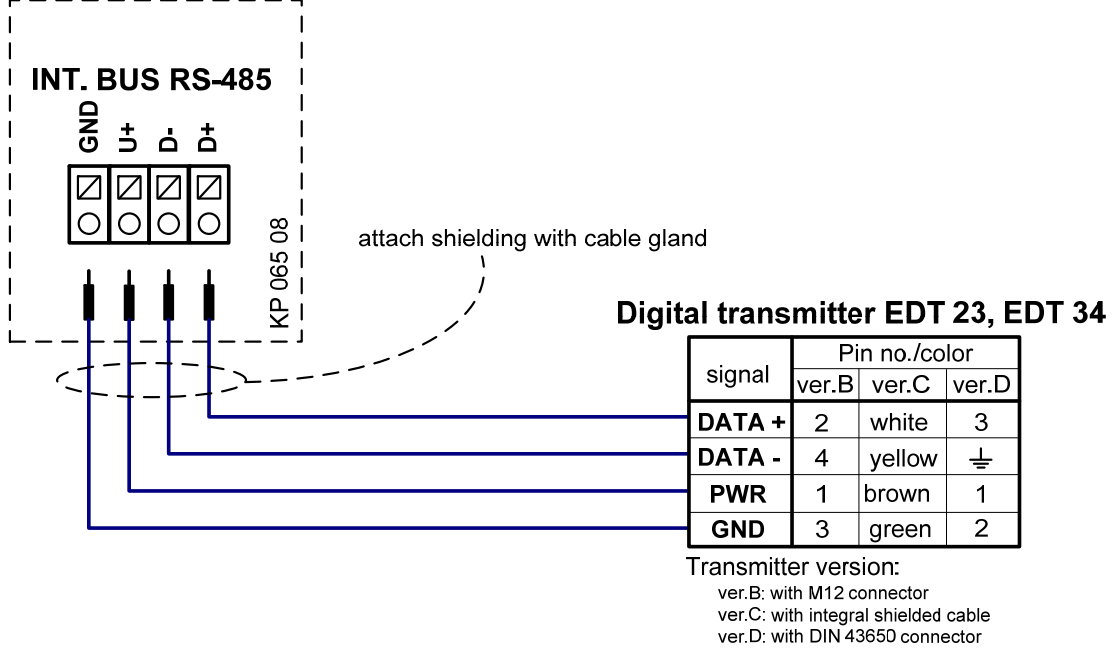 INT. BUS RS-485
GND U+ D- D+
KP 065 08
attach shielding with cable gland
Digital transmitter EDT 23, EDT 34
signal Pin no./color
ver.B ver.C ver.D
DATA + 2 white 3
DATA - 4 yellow ⏚
PWR 1 brown 1
GND 3 green 2
Transmitter version:
ver.B: with M12 connector
ver.C: with integral shielded cable
ver.D: with DIN 43650 connector